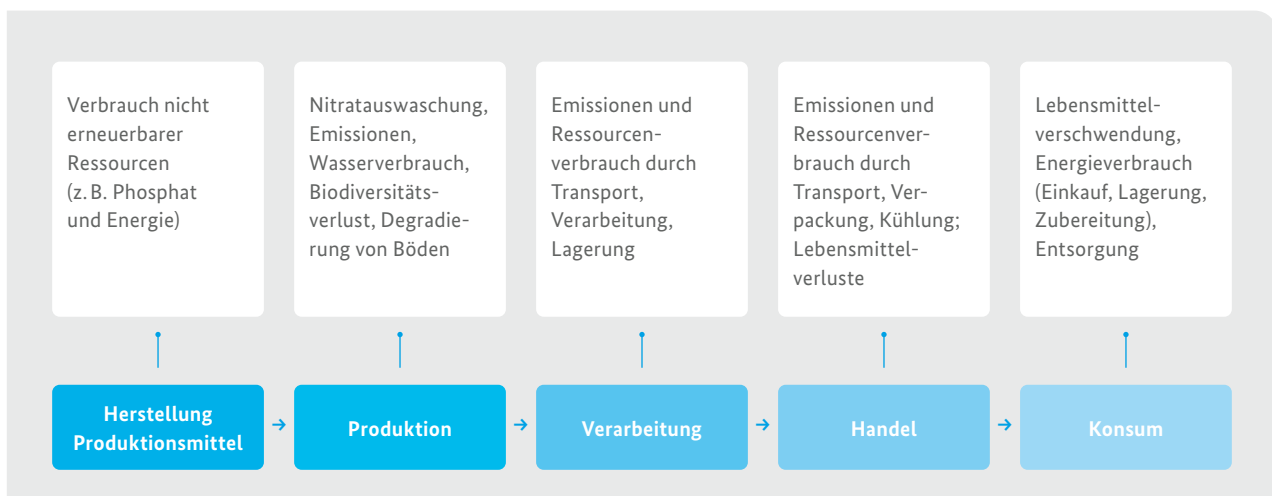 Verbrauch nicht
erneuerbarer
Ressourcen
(z. B. Phosphat
und Energie)
Nitratauswaschung,
Emissionen,
Wasserverbrauch,
Biodiversitäts-
verlust, Degradie-
rung von Böden
Emissionen und
Ressourcen-
verbrauch durch
Transport,
Verarbeitung,
Lagerung
Emissionen und
Ressourcenver-
brauch durch
Transport, Ver-
packung, Kühlung;
Lebensmittel-
verluste
Lebensmittel-
verschwendung,
Energieverbrauch
(Einkauf, Lagerung,
Zubereitung),
Entsorgung
Herstellung
Produktionsmittel
Produktion
Verarbeitung
Handel
Konsum